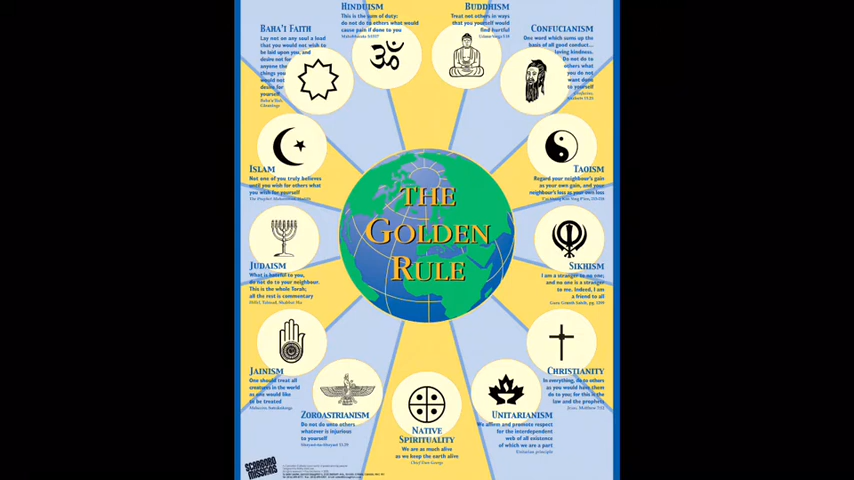 HINDUISM
This is the sum of duty:
do not do to others what would
cause pain if done to you
Mahabharata 5:1517
BUDDHISM
Treat not others in ways
that you yourself would
find hurtful
BAHA'I FAITH
Lay not on any soul a load
that you would not wish to
be laid upon you, and
desire not for
anyone the
things you
would not
desire for
yourself
Baha'u'llah,
Gleanings
CONFUCIANISM
One word which sums up the
basis of all good conduct...
loving kindness.
Do not do to
others what
you do not
want done
to yourself
Confucius,
Analects 15:23
ISLAM
Not one of you truly believes
until you wish for others what
you wish for yourself
The Prophet Muhammad, Hadith
TAOISM
Regard your neighbour's gain
as your own gain, and your
neighbour's loss as your own loss
THE
GOLDEN
RULE
JUDAISM
What is hateful to you,
do not do to your neighbour.
This is the whole Torah;
all the rest is commentary
Hillel, Talmud, Shabbat 31a
SIKHISM
I am a stranger to no one;
and no one is a stranger
to me. Indeed, I am
a friend to all
Guru Granth Sahib, pg. 1299
JAINISM
One should treat all
creatures in the world
as one would like
to be treated
Mahavira, Sutrakritanga
CHRISTIANITY
In everything, do to others
as you would have them
do to you; for this is the
law and the prophets
Jesus, Matthew 7:12
ZOROASTRIANISM
Do not do unto others
whatever is injurious
to yourself
Shayast-na-Shayast 13.29
NATIVE
SPIRITUALITY
We are as much alive
as we keep the earth alive
Chief Dan George
UNITARIANISM
We affirm and promote respect
for the interdependent
web of all existence
of which we are a part
Unitarian principle
SCARBORO
MISSIONS